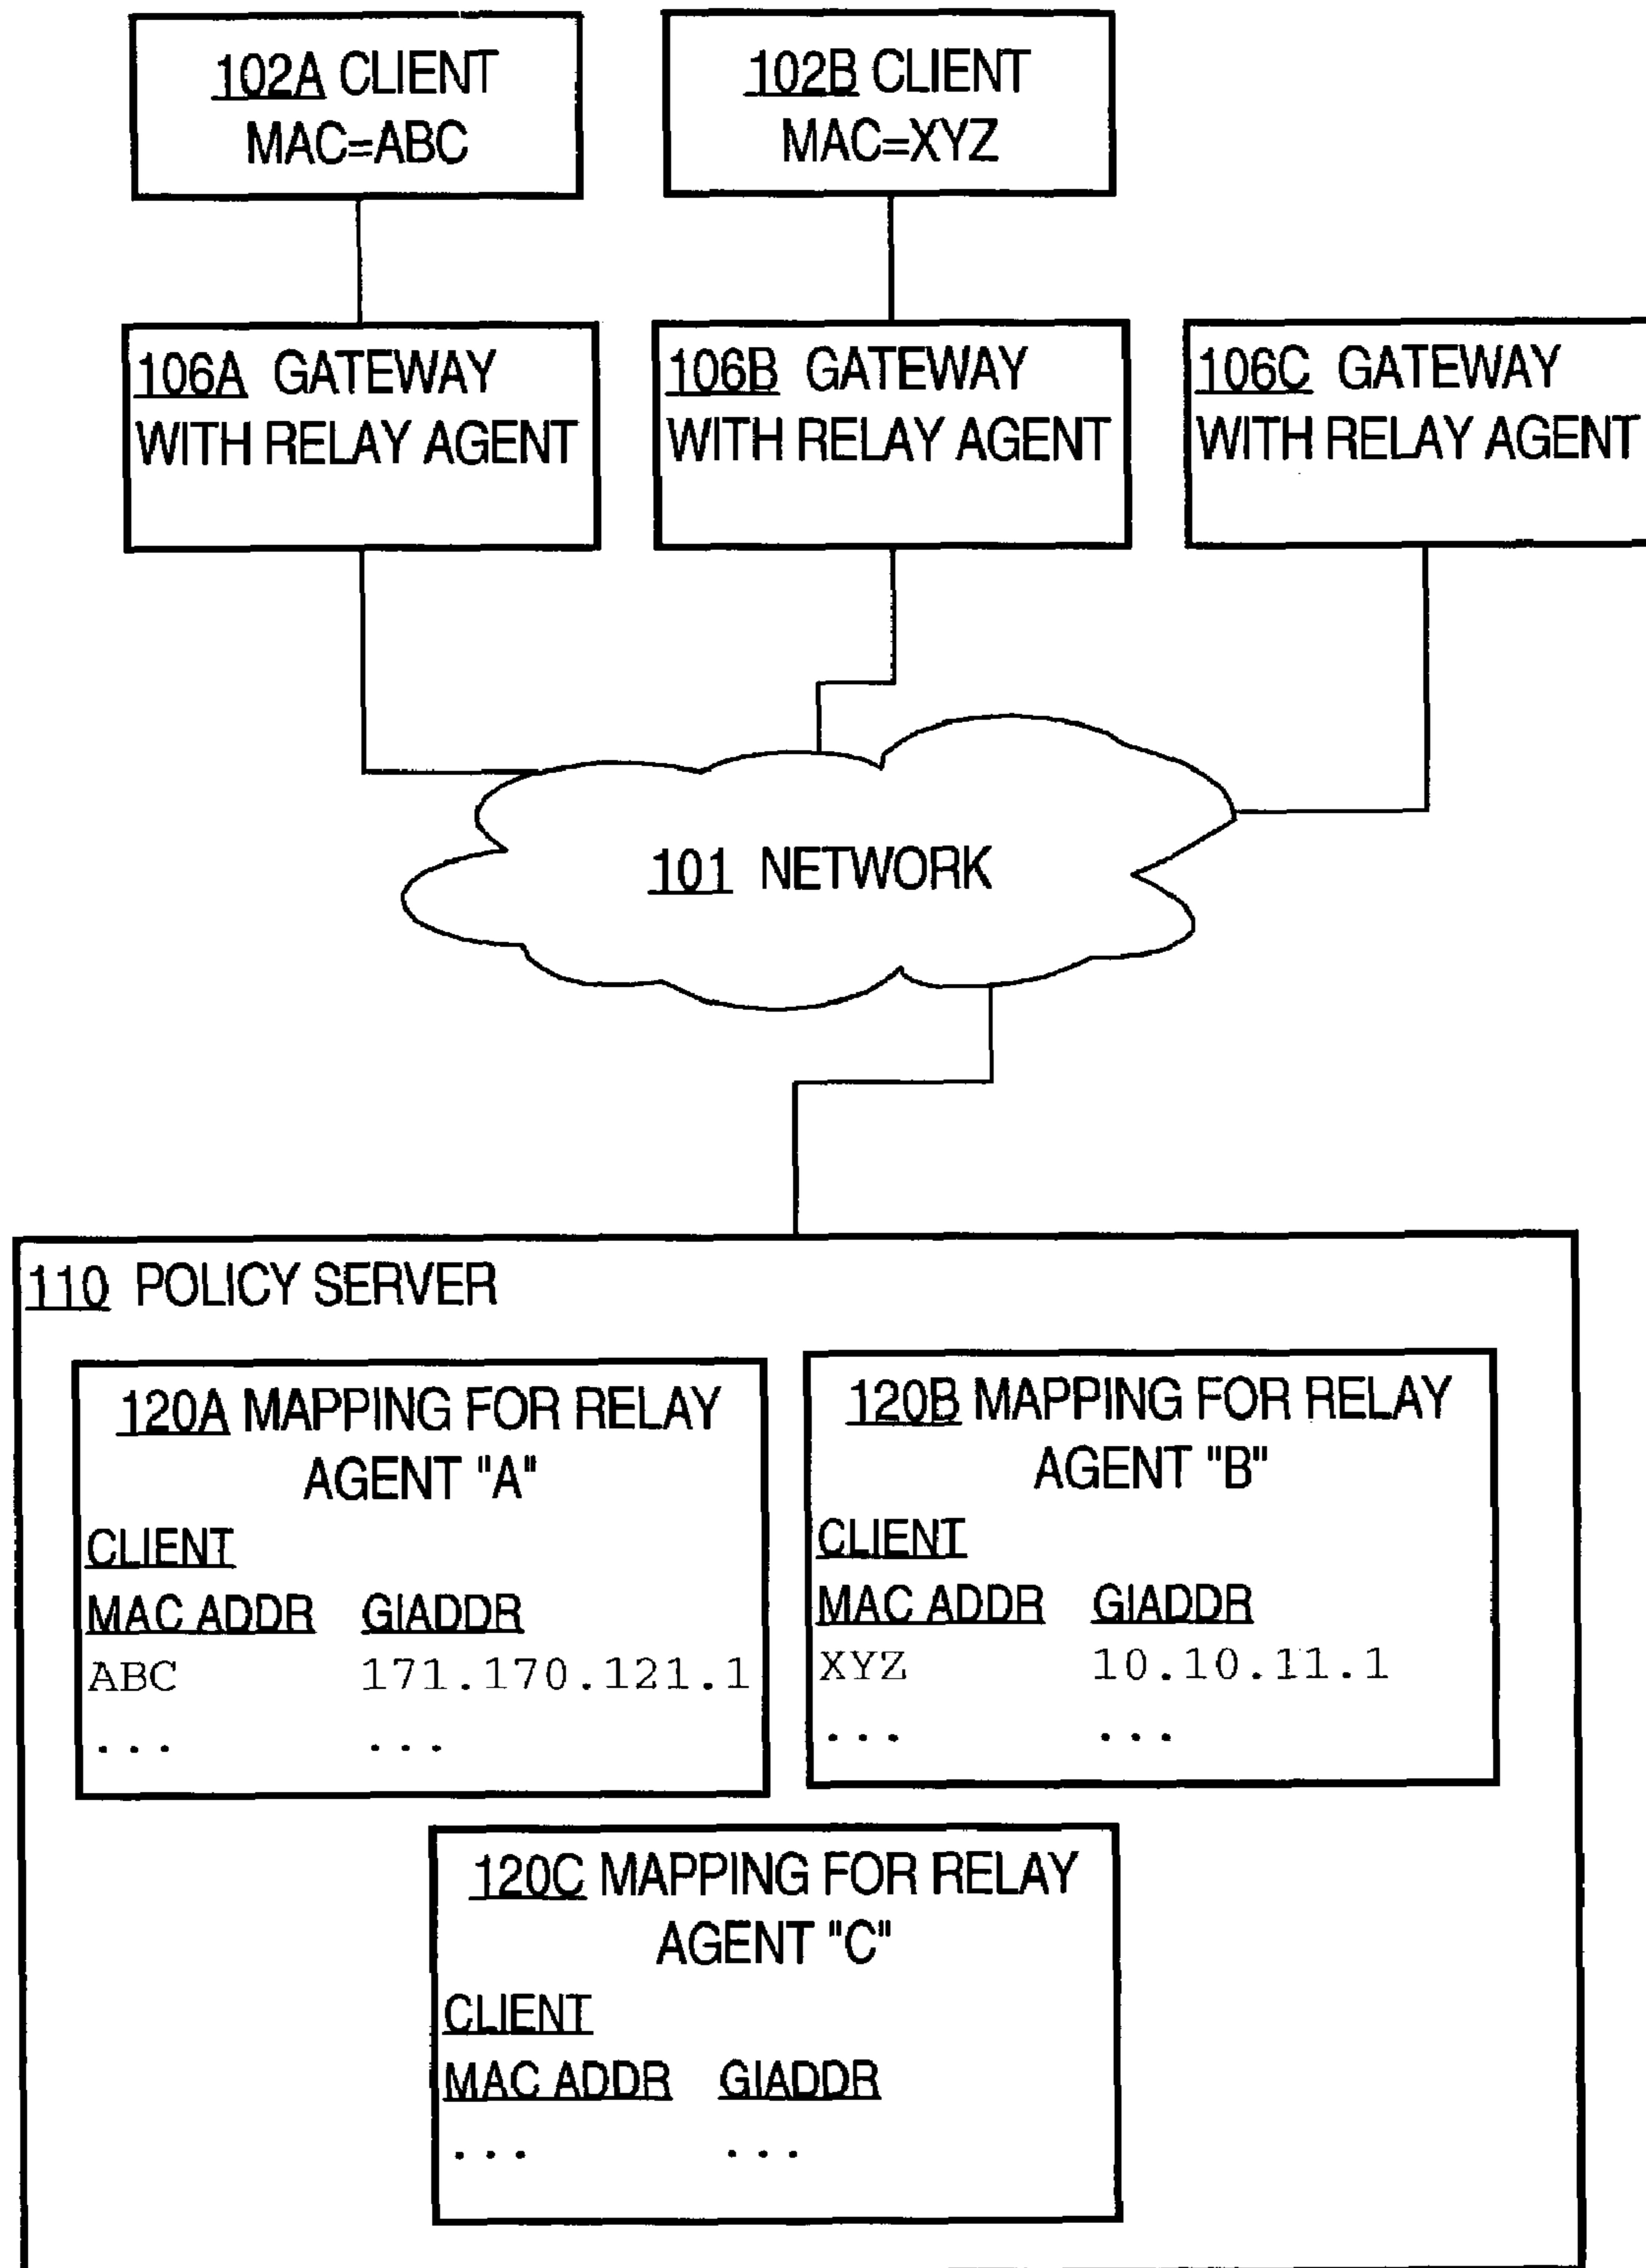 102A CLIENT
MAC=ABC
102B CLIENT
MAC=XYZ
106A GATEWAY
WITH RELAY AGENT
106B GATEWAY
WITH RELAY AGENT
106C GATEWAY
WITH RELAY AGENT
101 NETWORK
110 POLICY SERVER
120A MAPPING FOR RELAY
AGENT "A"
CLIENT
MAC ADDR GIADDR
ABC 171.170.121.1
... ...
120B MAPPING FOR RELAY
AGENT "B"
CLIENT
MAC ADDR GIADDR
XYZ 10.10.11.1
... ...
120C MAPPING FOR RELAY
AGENT "C"
CLIENT
MAC ADDR GIADDR
... ...